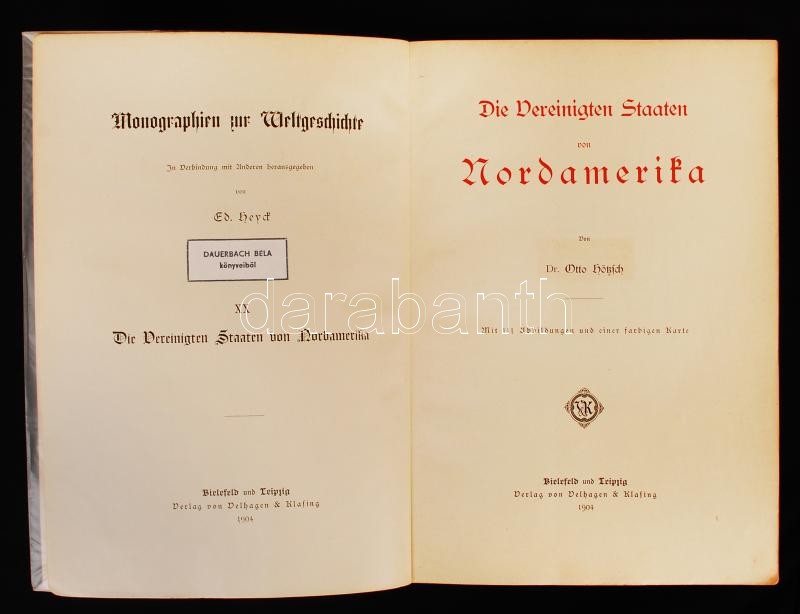 Monographien zur Weltgeschichte
In Verbindung mit Anderen herausgegeben
von
Ed. Heyck
DAUERBACH BÉLA
könyveiből
XX
Die Vereinigten Staaten von Nordamerika
Bielefeld und Leipzig
Verlag von Velhagen & Klasing
1904
Die Vereinigten Staaten
von
Nordamerika
Von
Dr. Otto Hötzsch
Mit Abbildungen und einer farbigen Karte
V&K
Bielefeld und Leipzig
Verlag von Velhagen & Klasing
1904
darabanth